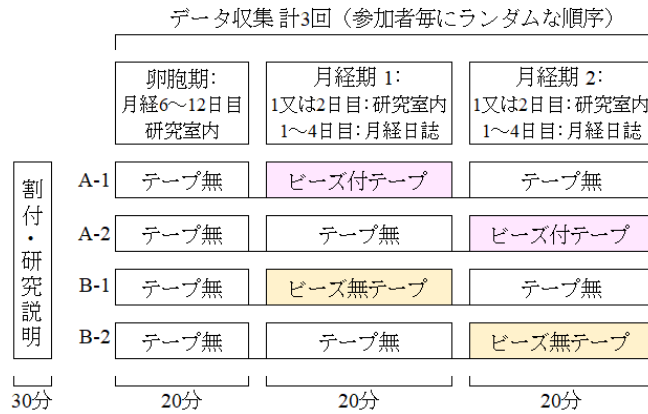 データ収集 計3回（参加者毎にランダムな順序）
卵胞期：
月経6～12日目
研究室内
月経期 1：
1又は2日目：研究室内
1～4日目：月経日誌
月経期 2：
1又は2日目：研究室内
1～4日目：月経日誌
割付・研究説明
A-1 テープ無 ビーズ付テープ テープ無
A-2 テープ無 テープ無 ビーズ付テープ
B-1 テープ無 ビーズ無テープ テープ無
B-2 テープ無 テープ無 ビーズ無テープ
30分 20分 20分 20分